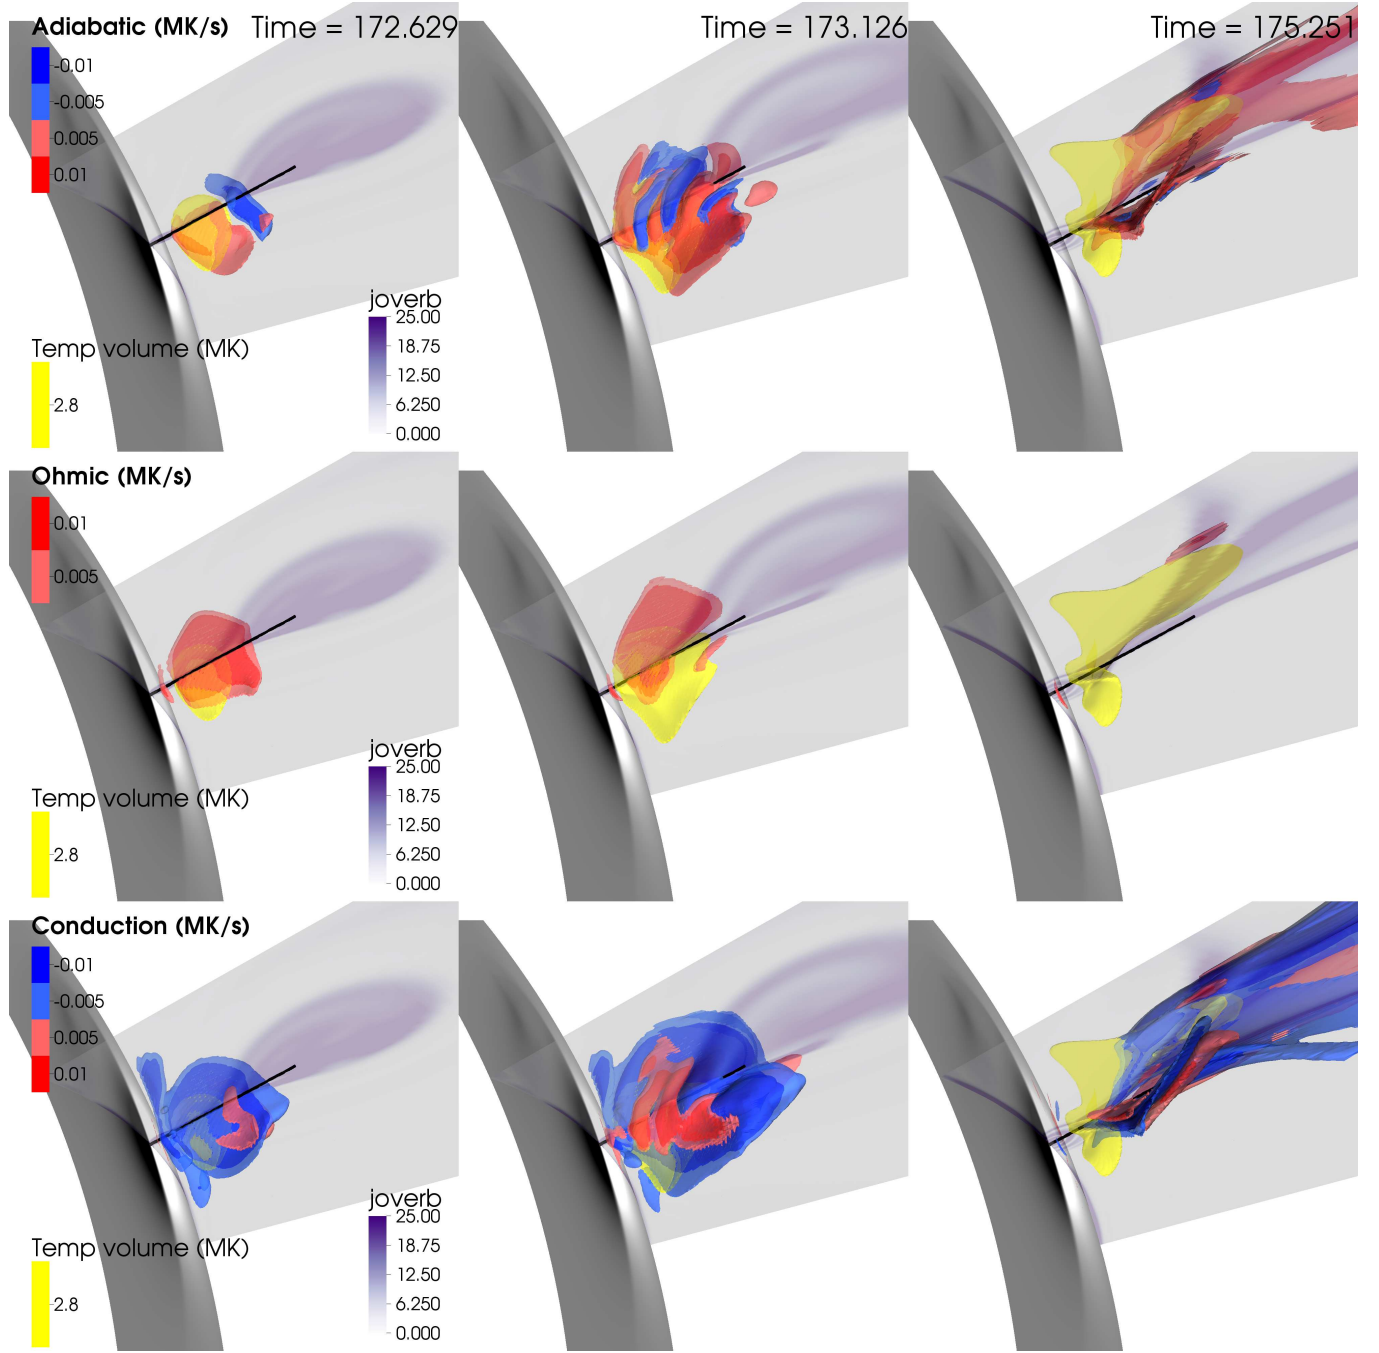 Adiabatic (MK/s)
Time = 172.629
Time = 173.126
Time = 175.251
-0.01
-0.005
0.005
0.01
joverb
25.00
18.75
12.50
6.250
0.000
Temp volume (MK)
2.8
Ohmic (MK/s)
0.01
0.005
joverb
25.00
18.75
12.50
6.250
0.000
Temp volume (MK)
2.8
Conduction (MK/s)
-0.01
-0.005
0.005
0.01
joverb
25.00
18.75
12.50
6.250
0.000
Temp volume (MK)
2.8